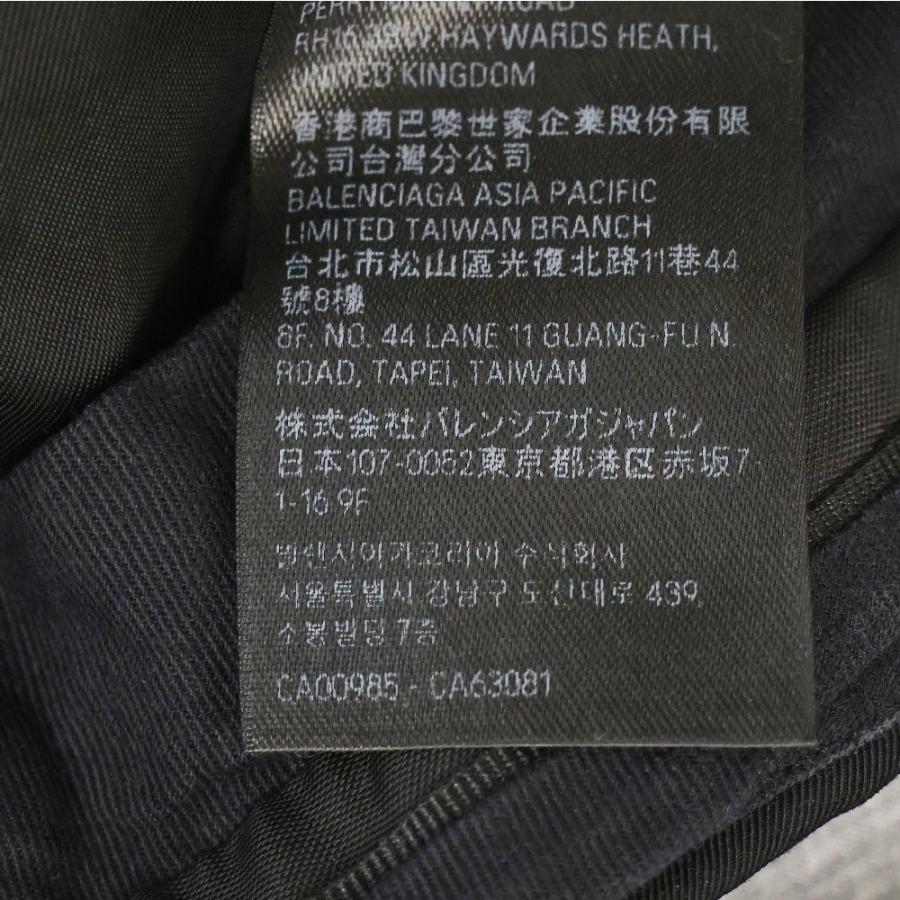 ROAD
RH16 HAYWARDS HEATH,
UNITED KINGDOM
香港商巴黎世家企業股份有限
公司台灣分公司
BALENCIAGA ASIA PACIFIC
LIMITED TAIWAN BRANCH
台北市松山區光復北路11巷44
號8樓
8F. NO. 44 LANE 11 GUANG-FU N.
ROAD, TAPEI, TAIWAN
株式会社バレンシアガジャパン
日本107-0052東京都港区赤坂7-
1-16 9F
발렌시아가코리아 주식회사
서울특별시 강남구 도산대로 439,
소봉빌딩 7층
CA00985 - CA63081